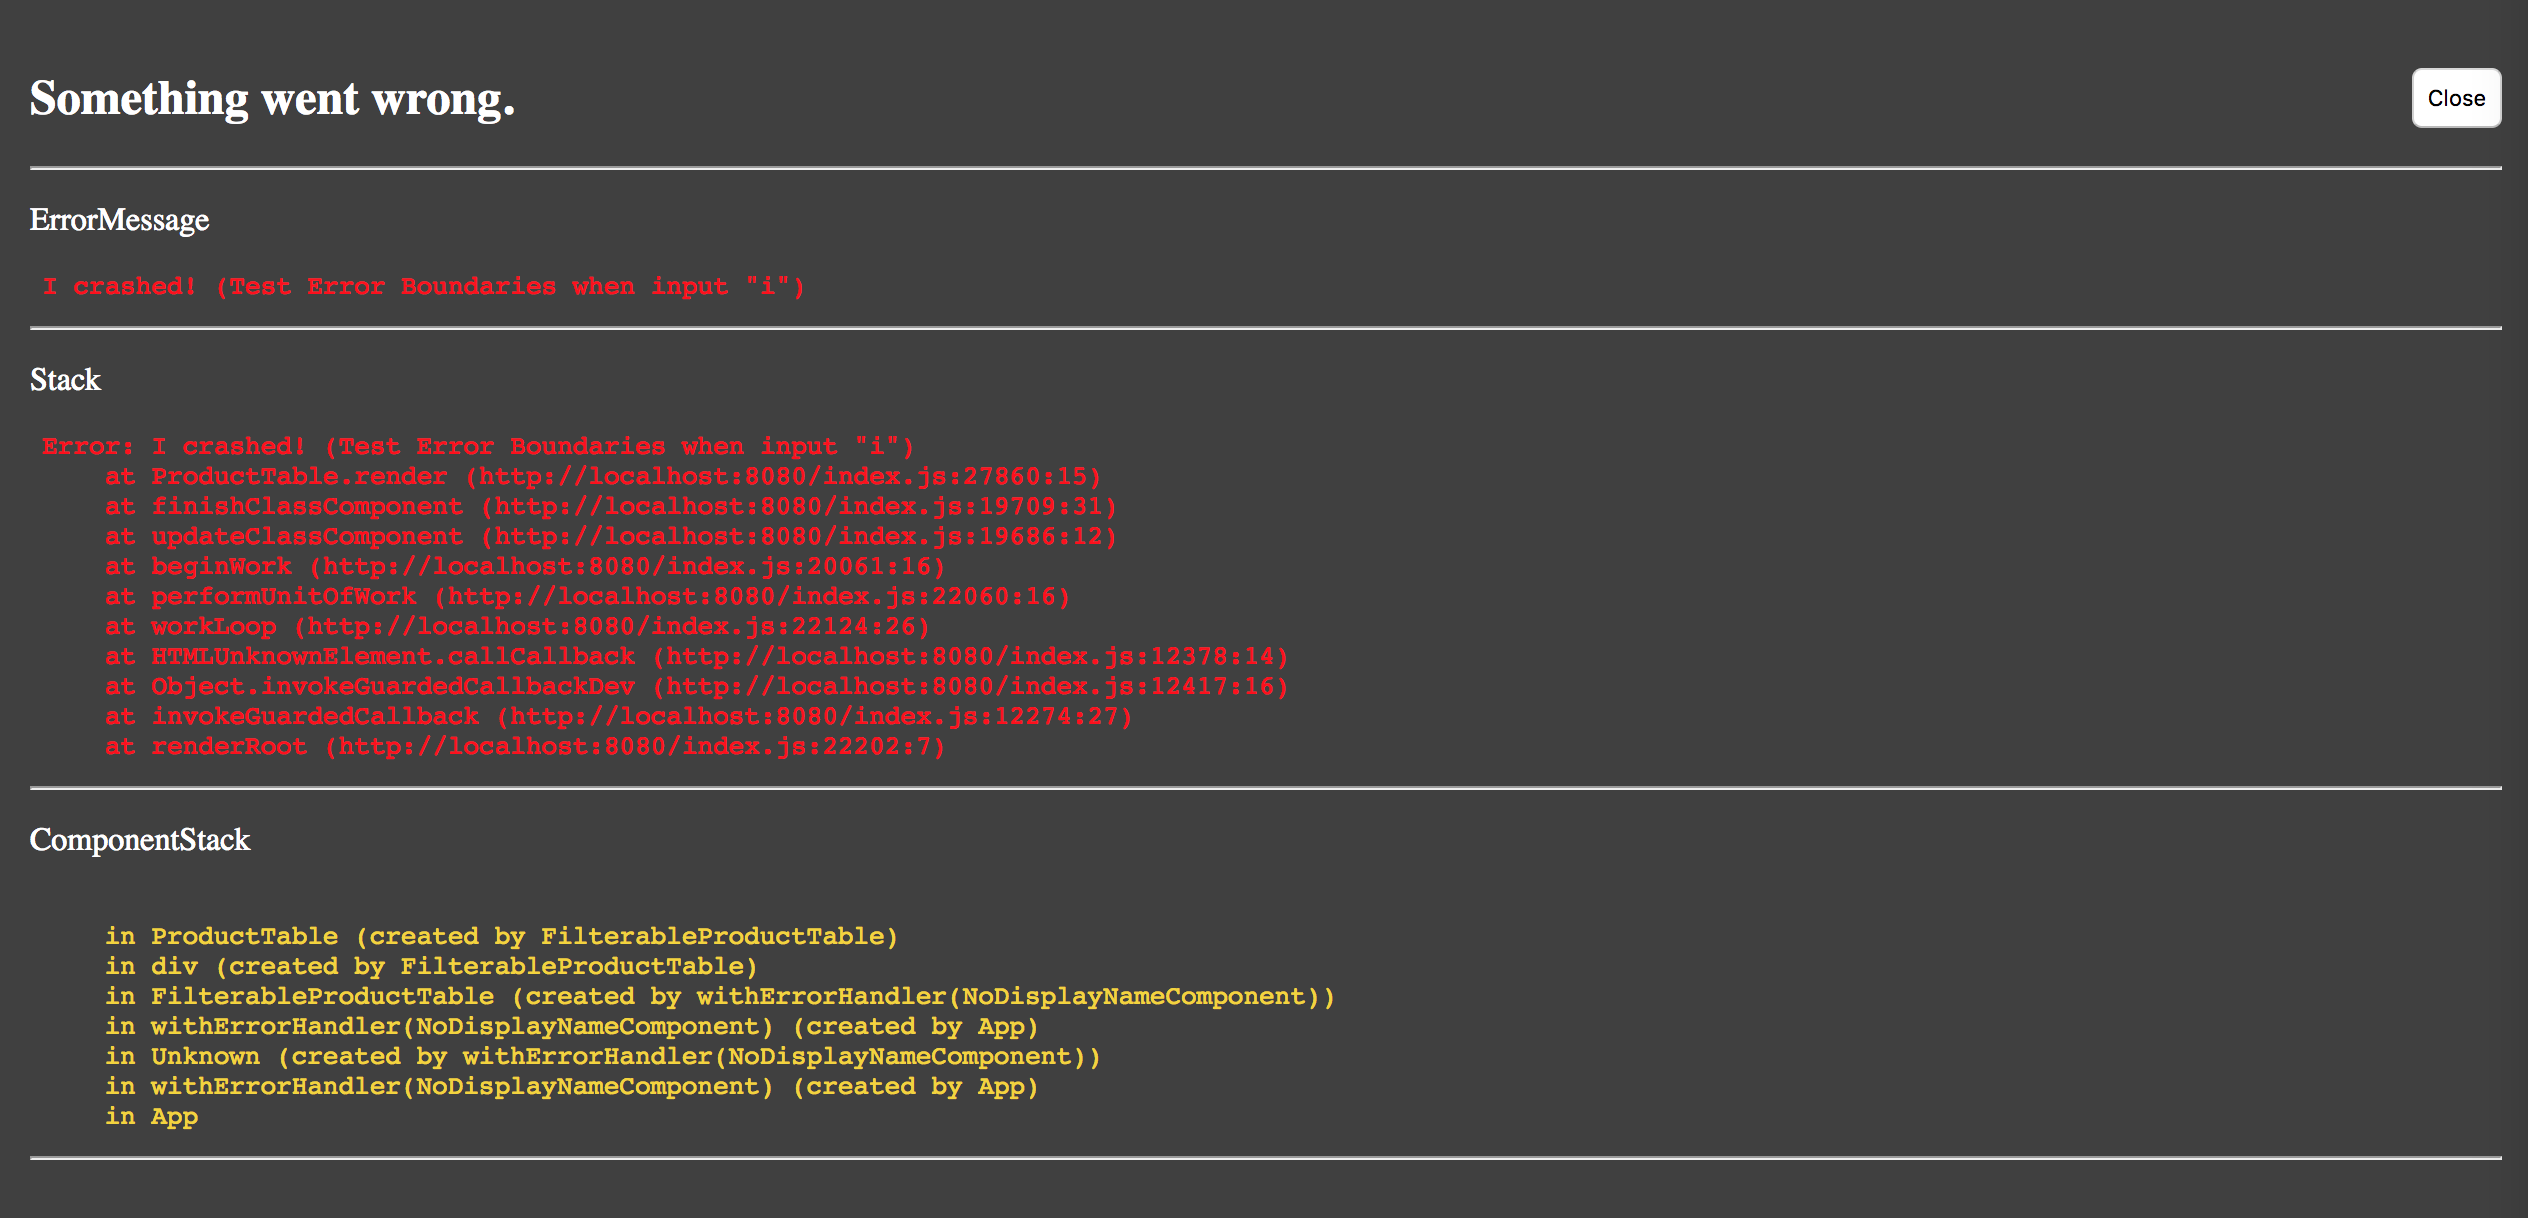 Something went wrong.
Close
ErrorMessage
I crashed! (Test Error Boundaries when input "i")
Stack
Error: I crashed! (Test Error Boundaries when input "i")
    at ProductTable.render (http://localhost:8080/index.js:27860:15)
    at finishClassComponent (http://localhost:8080/index.js:19709:31)
    at updateClassComponent (http://localhost:8080/index.js:19686:12)
    at beginWork (http://localhost:8080/index.js:20061:16)
    at performUnitOfWork (http://localhost:8080/index.js:22060:16)
    at workLoop (http://localhost:8080/index.js:22124:26)
    at HTMLUnknownElement.callCallback (http://localhost:8080/index.js:12378:14)
    at Object.invokeGuardedCallbackDev (http://localhost:8080/index.js:12417:16)
    at invokeGuardedCallback (http://localhost:8080/index.js:12274:27)
    at renderRoot (http://localhost:8080/index.js:22202:7)
ComponentStack
    in ProductTable (created by FilterableProductTable)
    in div (created by FilterableProductTable)
    in FilterableProductTable (created by withErrorHandler(NoDisplayNameComponent))
    in withErrorHandler(NoDisplayNameComponent) (created by App)
    in Unknown (created by withErrorHandler(NoDisplayNameComponent))
    in withErrorHandler(NoDisplayNameComponent) (created by App)
    in App